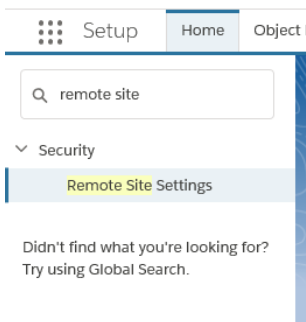 Setup
Home
Object
remote site
Security
Remote Site Settings
Didn't find what you're looking for?
Try using Global Search.